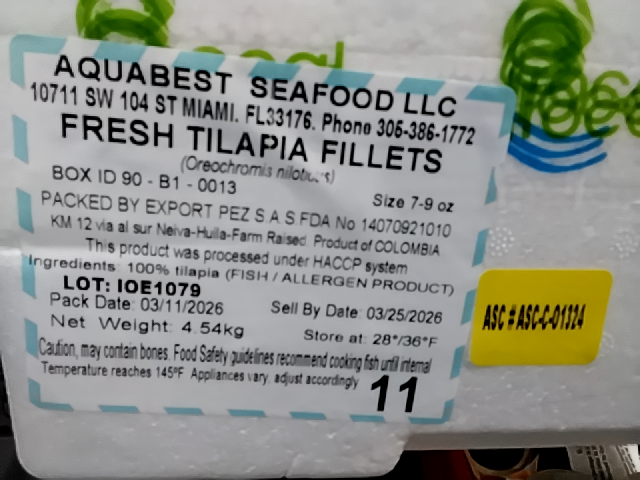 AQUABEST SEAFOOD LLC
10711 SW 104 ST MIAMI. FL33176. Phone 305-386-1772
FRESH TILAPIA FILLETS
(Oreochromis niloticus)
BOX ID 90 - B1 - 0013
Size 7-9 oz
PACKED BY EXPORT PEZ S A S FDA No 14070921010
KM 12 via al sur Neiva-Huila-Farm Raised. Product of COLOMBIA
This product was processed under HACCP system
Ingredients: 100% tilapia (FISH / ALLERGEN PRODUCT)
LOT: IOE1079
Pack Date: 03/11/2026 Sell By Date: 03/25/2026
Net Weight: 4.54kg Store at: 28°/36°F
Caution, may contain bones. Food Safety guidelines recommend cooking fish until internal
Temperature reaches 145°F Appliances vary, adjust accordingly
11
ASC # ASC-C-01324